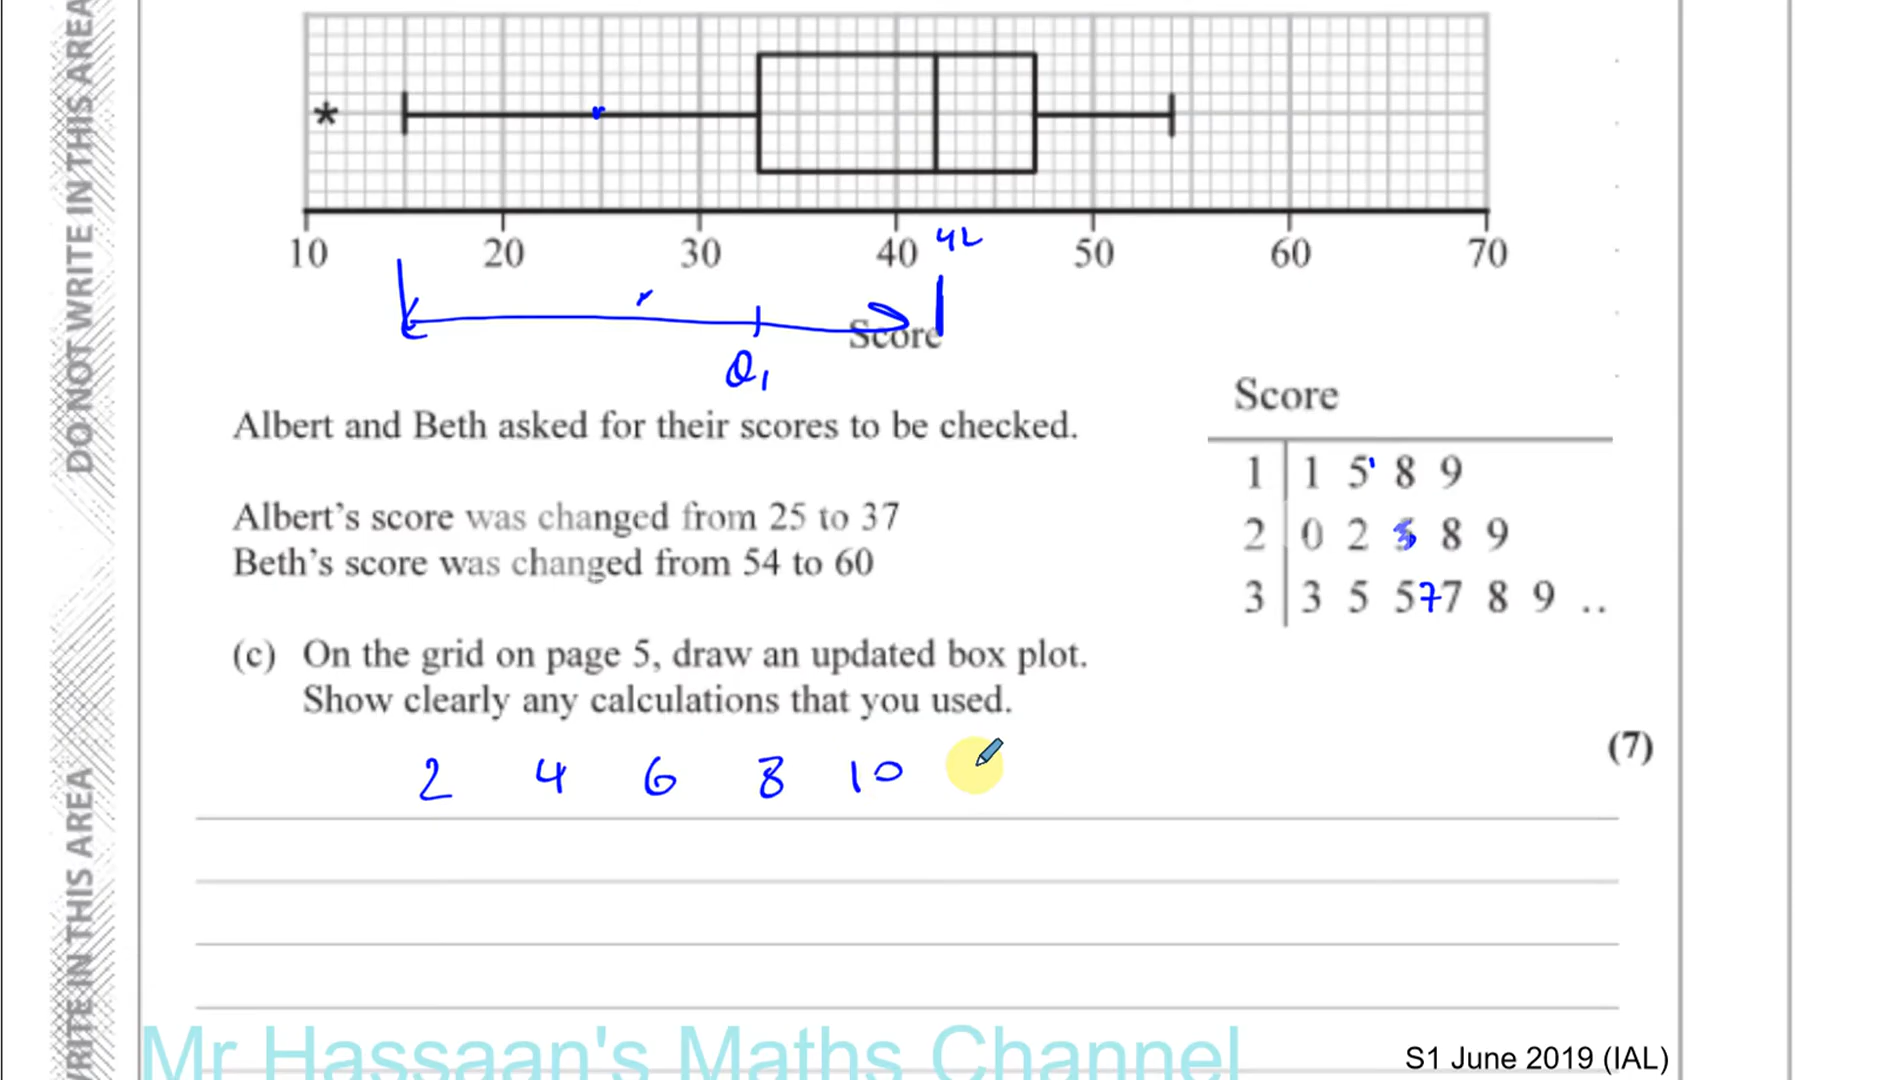 DO NOT WRITE IN THIS AREA
10 20 30 40 42 50 60 70
Score
Q1
Score
1 | 1 5 8 9
2 | 0 2 8 9
3 | 3 5 5 7 7 8 9 ..
Albert and Beth asked for their scores to be checked.
Albert’s score was changed from 25 to 37
Beth’s score was changed from 54 to 60
(c) On the grid on page 5, draw an updated box plot.
Show clearly any calculations that you used.
(7)
2 4 6 8 10
WRITE IN THIS AREA
Mr Hassaan's Maths Channel
S1 June 2019 (IAL)